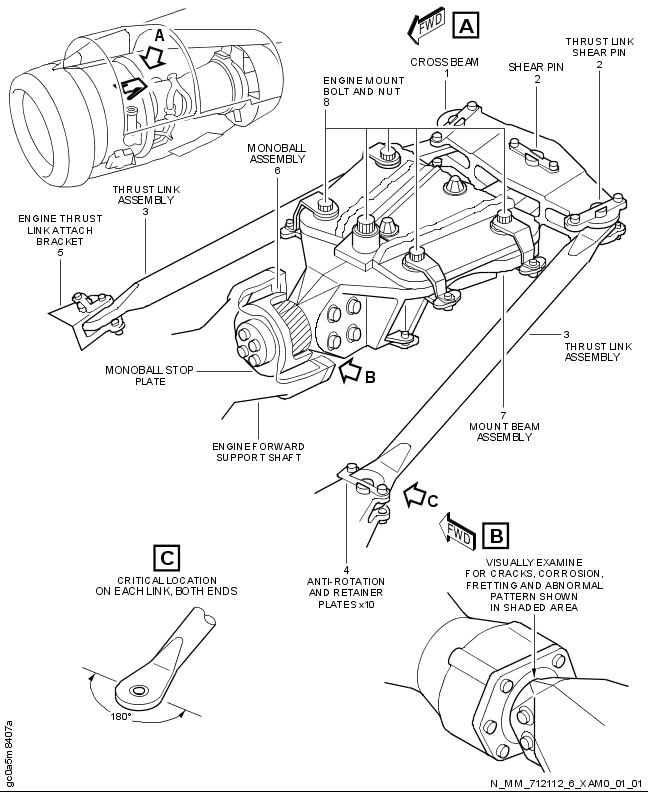 A
FWD
A
THRUST LINK
SHEAR PIN
2
CROSS BEAM
1
SHEAR PIN
2
ENGINE MOUNT
BOLT AND NUT
8
MONOBALL
ASSEMBLY
6
THRUST LINK
ASSEMBLY
3
ENGINE THRUST
LINK ATTACH
BRACKET
5
3
THRUST LINK
ASSEMBLY
MONOBALL STOP
PLATE
B
7
MOUNT BEAM
ASSEMBLY
ENGINE FORWARD
SUPPORT SHAFT
C
FWD
B
C
VISUALLY EXAMINE
FOR CRACKS, CORROSION,
FRETTING AND ABNORMAL
PATTERN SHOWN
IN SHADED AREA
4
ANTI-ROTATION
AND RETAINER
PLATES x10
CRITICAL LOCATION
ON EACH LINK, BOTH ENDS
180°
gc0a5m8407a
N_MM_712112_6_XAM0_01_01